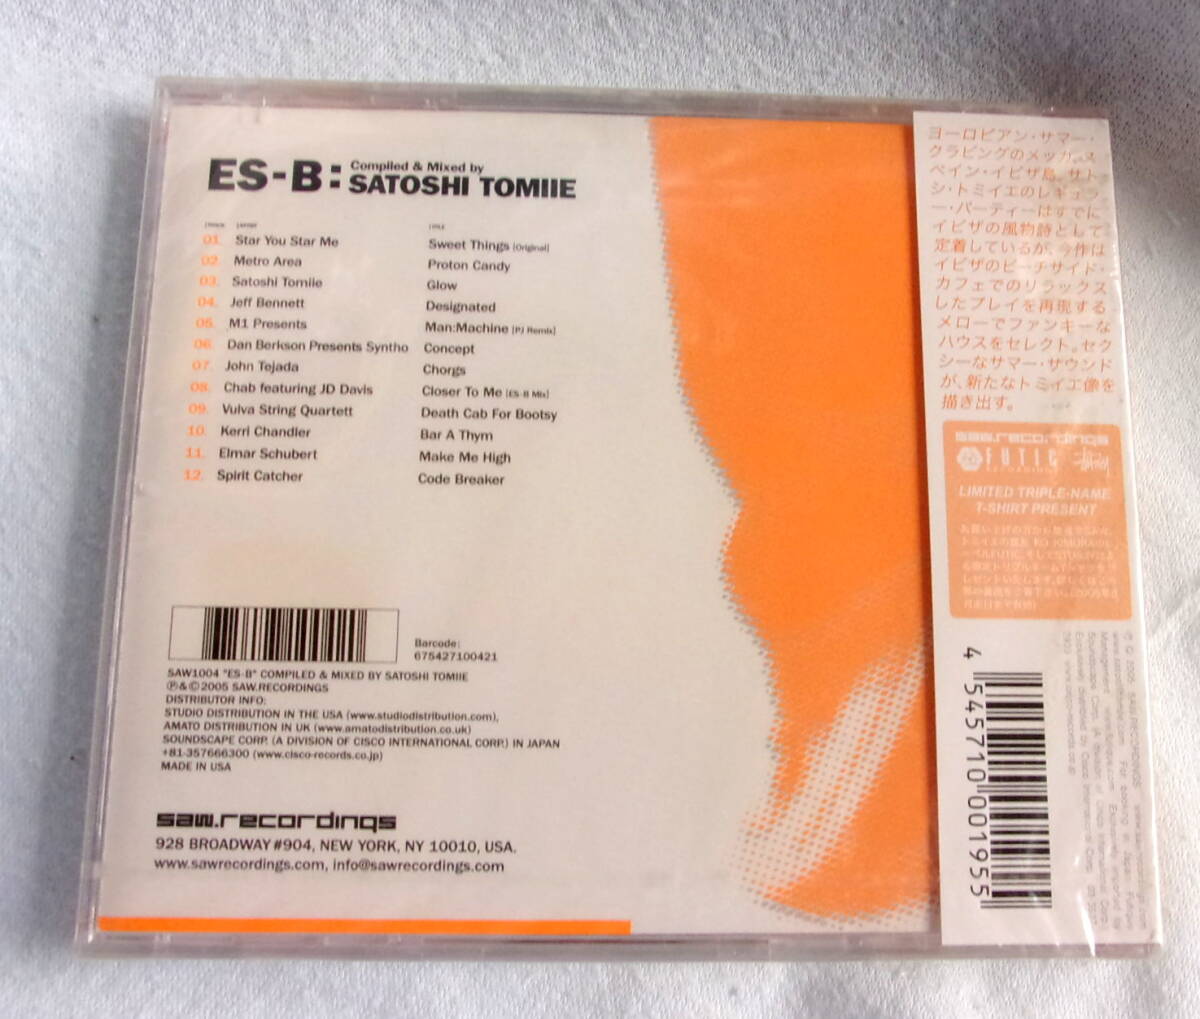 ES-B: Compiled & Mixed by
SATOSHI TOMIIE
TRACK ARTIST TITLE
01. Star You Star Me Sweet Things [Original]
02. Metro Area Proton Candy
03. Satoshi Tomiie Glow
04. Jeff Bennett Designated
05. M1 Presents Man:Machine [PJ Remix]
06. Dan Berkson Presents Syntho Concept
07. John Tejada Chorgs
08. Chab featuring JD Davis Closer To Me [ES-B Mix]
09. Vulva String Quartett Death Cab For Bootsy
10. Kerri Chandler Bar A Thym
11. Elmar Schubert Make Me High
12. Spirit Catcher Code Breaker
Barcode:
675427100421
SAW1004 "ES-B" COMPILED & MIXED BY SATOSHI TOMIIE
℗&©2005 SAW.RECORDINGS
DISTRIBUTOR INFO:
STUDIO DISTRIBUTION IN THE USA (www.studiodistribution.com),
AMATO DISTRIBUTION IN UK (www.amatodistribution.co.uk)
SOUNDSCAPE CORP. (A DIVISION OF CISCO INTERNATIONAL CORP.) IN JAPAN
+81-357666300 (www.cisco-records.co.jp)
MADE IN USA
saw.recordings
928 BROADWAY #904, NEW YORK, NY 10010, USA.
www.sawrecordings.com, info@sawrecordings.com
ヨーロピアン・サマー・
クラビングのメッカ、ス
ペイン・イビザ島。サト
シ・トミイエのレギュラ
ー・パーティーはすでに
イビザの風物詩として
定着しているが、今作は
イビザのビーチサイド・
カフェでのリラックス
したプレイを再現する
メローでファンキーな
ハウスをセレクト。セク
シーなサマー・サウンド
が、新たなトミイエ像を
描き出す。
saw.recordings
FUTIC
RECORDINGS
LIMITED TRIPLE-NAME
T-SHIRT PRESENT
4 545710 001955